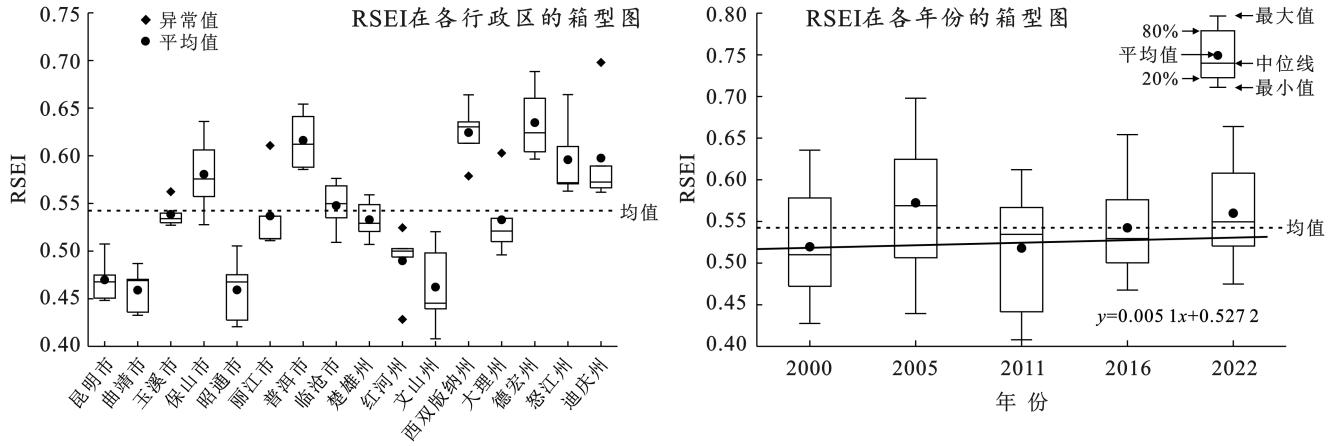 RSEI在各行政区的箱型图
异常值
平均值
RSEI
0.75
0.70
0.65
0.60
0.55
0.50
0.45
0.40
均值
昆明市
曲靖市
玉溪市
保山市
昭通市
丽江市
普洱市
临沧市
楚雄州
红河州
文山州
西双版纳州
大理州
德宏州
怒江州
迪庆州
RSEI在各年份的箱型图
最大值
80%
平均值
中位线
20%
最小值
RSEI
0.80
0.75
0.70
0.65
0.60
0.55
0.50
0.45
0.40
均值
y=0.005 1x+0.527 2
2000
2005
2011
2016
2022
年 份